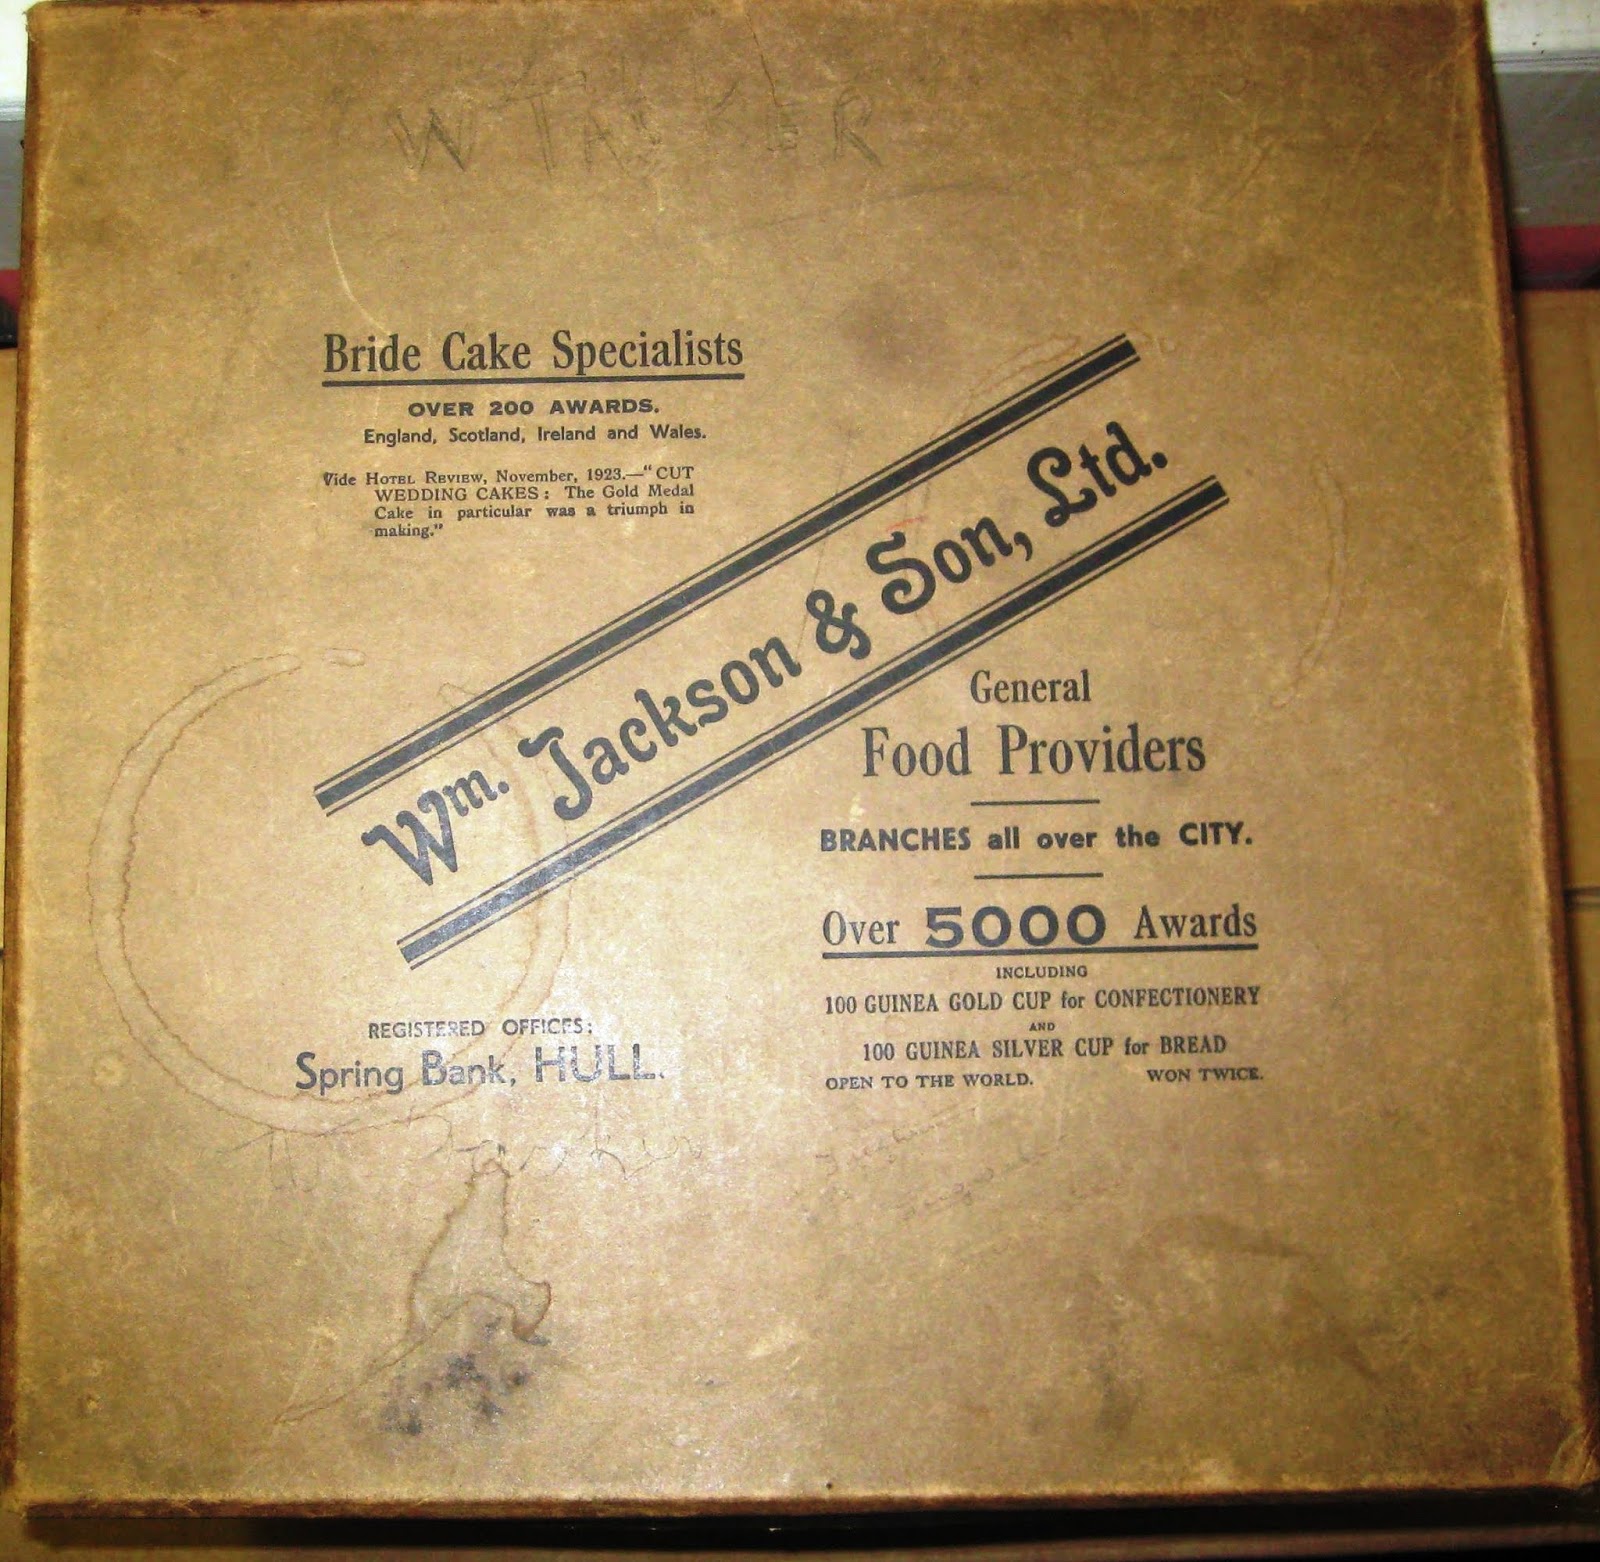 Bride Cake Specialists
OVER 200 AWARDS.
England, Scotland, Ireland and Wales.
Vide HOTEL REVIEW, November, 1923.—"CUT
WEDDING CAKES: The Gold Medal
Cake in particular was a triumph in
making."
Wm. Jackson & Son, Ltd.
General
Food Providers
BRANCHES all over the CITY.
Over 5000 Awards
INCLUDING
100 GUINEA GOLD CUP for CONFECTIONERY
AND
100 GUINEA SILVER CUP for BREAD
OPEN TO THE WORLD. WON TWICE.
REGISTERED OFFICES:
Spring Bank, HULL.